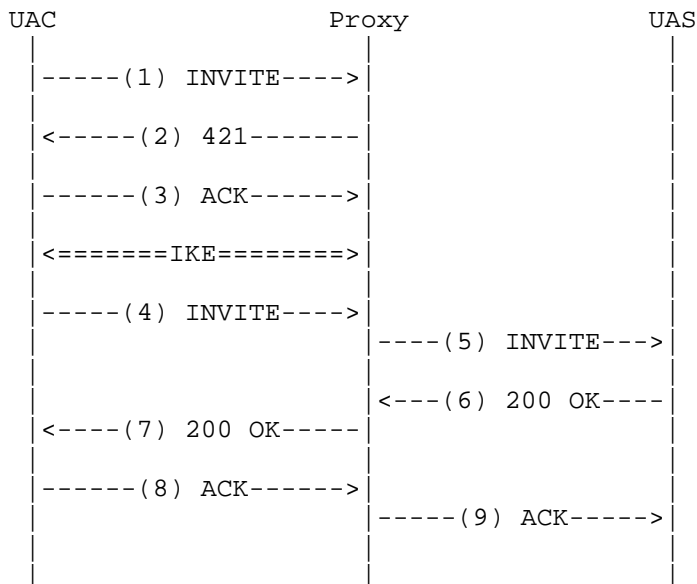 UAC Proxy UAS
-----(1) INVITE---->
<-----(2) 421-------
------(3) ACK------>
<=======IKE========>
-----(4) INVITE---->
----(5) INVITE--->
<---(6) 200 OK----
<----(7) 200 OK-----
------(8) ACK------>
-----(9) ACK----->